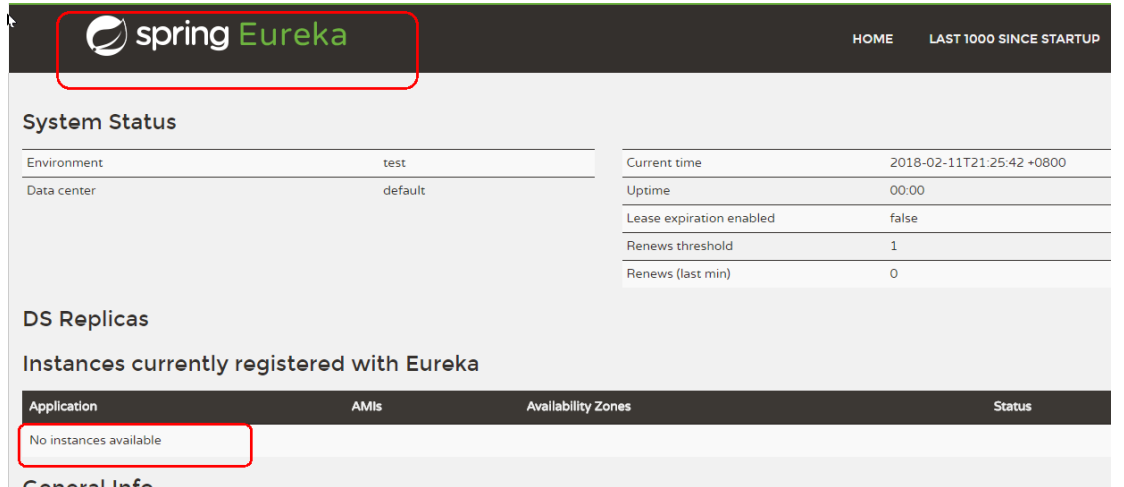 spring Eureka
HOME LAST 1000 SINCE STARTUP
System Status
Environment test
Data center default
Current time 2018-02-11T21:25:42 +0800
Uptime 00:00
Lease expiration enabled false
Renews threshold 1
Renews (last min) 0
DS Replicas
Instances currently registered with Eureka
Application AMIs Availability Zones Status
No instances available
General Info